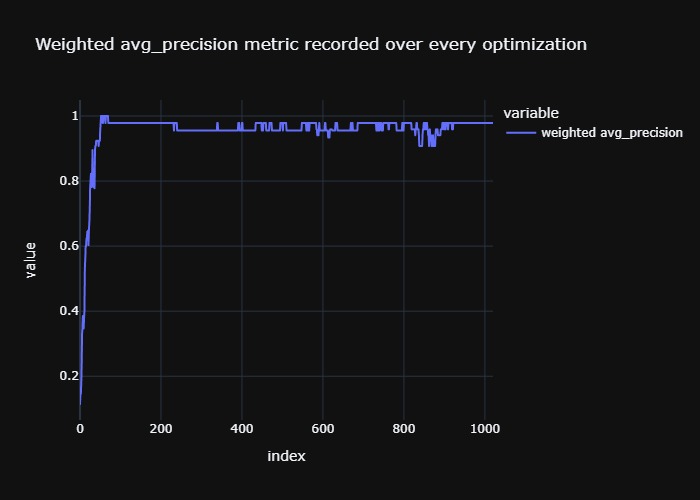 Weighted avg_precision metric recorded over every optimization
variable
weighted avg_precision
value
1
0.8
0.6
0.4
0.2
0 200 400 600 800 1000
index